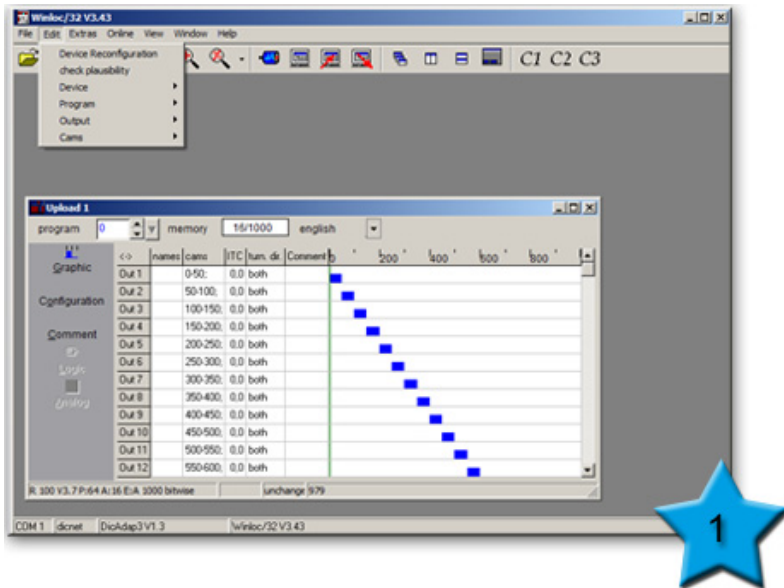 Winloc/32 V3.43
File Edit Extras Online View Window Help
C1 C2 C3
Device Reconfiguration
check plausibility
Device
Program
Output
Cams
Upload 1
program 0 memory 16/1000 english
Graphic
Configuration
Comment
Logic
Analog
<-> names cams ITC turn. dir. Comment 0 200 400 600 800
Out 1 0-50; 0,0 both
Out 2 50-100; 0,0 both
Out 3 100-150; 0,0 both
Out 4 150-200; 0,0 both
Out 5 200-250; 0,0 both
Out 6 250-300; 0,0 both
Out 7 300-350; 0,0 both
Out 8 350-400; 0,0 both
Out 9 400-450; 0,0 both
Out 10 450-500; 0,0 both
Out 11 500-550; 0,0 both
Out 12 550-600; 0,0 both
R: 100 V3.7 P:64 A:16 E:A 1000 bitwise unchange 979
COM 1 dicnet DioAdap3 V1.3 Winloc/32 V3.43
1